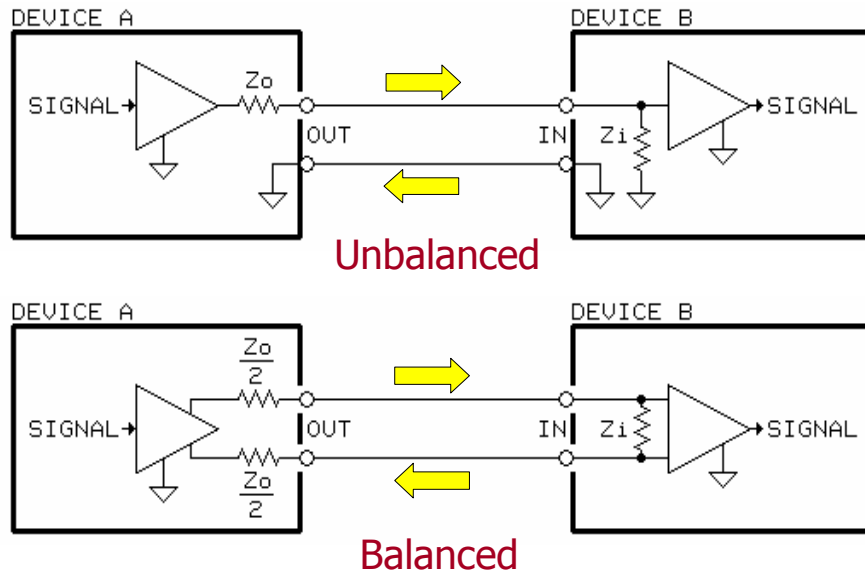 DEVICE A
DEVICE B
Zo
SIGNAL
SIGNAL
OUT
IN
Zi
Unbalanced
DEVICE A
DEVICE B
Zo
2
SIGNAL
OUT
IN
Zi
SIGNAL
Zo
2
Balanced